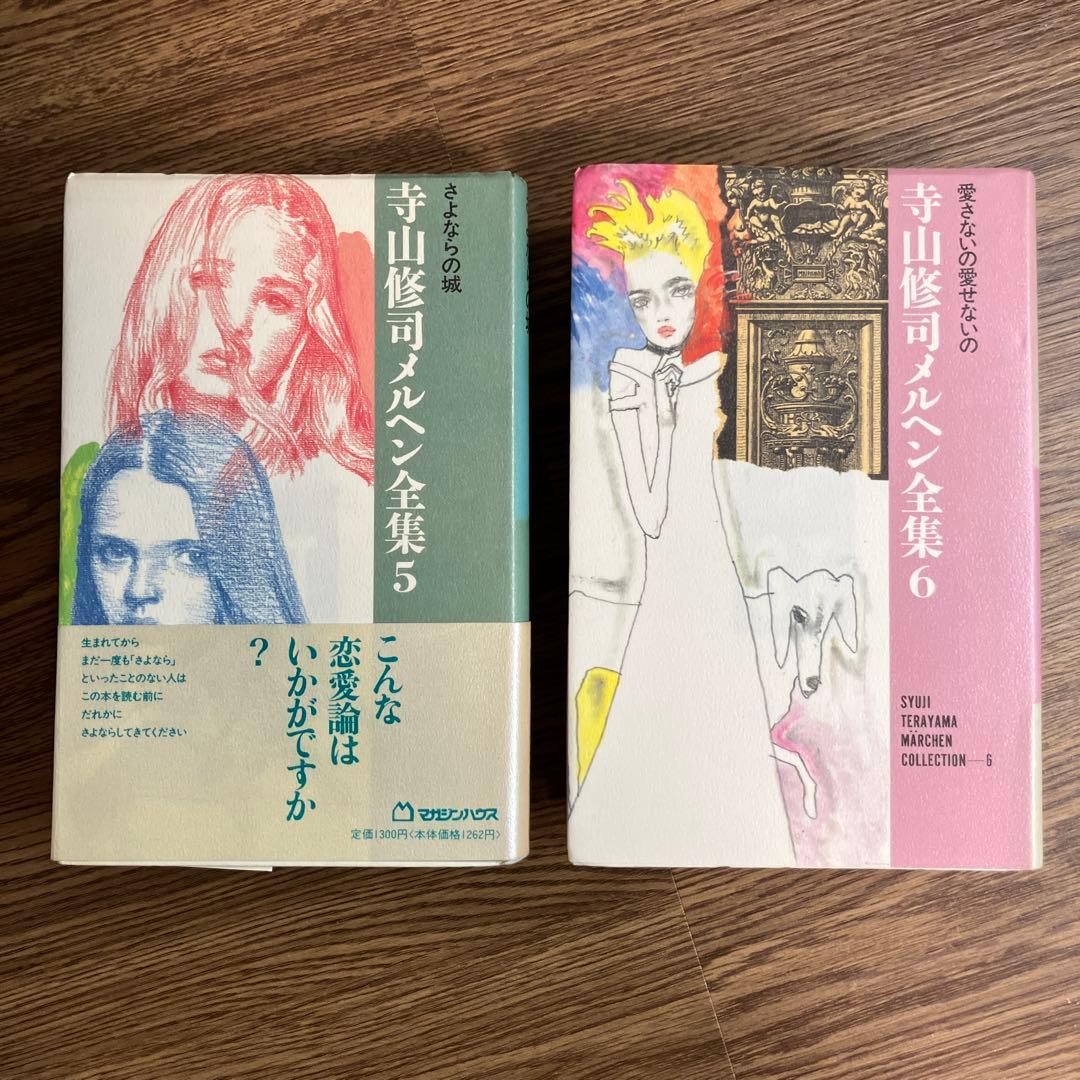 さよならの城
寺山修司メルヘン全集5
こんな
恋愛論は
いかがですか
？
生まれてから
まだ一度も「さよなら」
といったことのない人は
この本を読む前に
だれかに
さよならしてきてください
マガジンハウス
定価1300円〈本体価格1262円〉
愛さないの愛せないの
寺山修司メルヘン全集6
SYUJI
TERAYAMA
MÄRCHEN
COLLECTION—6